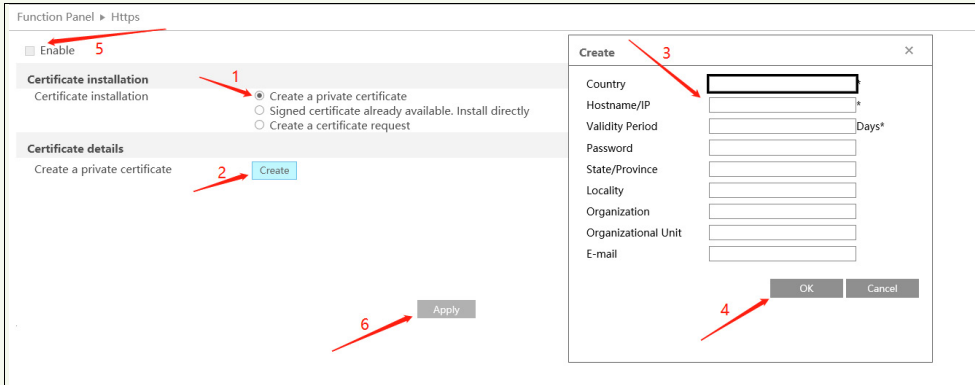 Function Panel ▸ Https
Enable 5
Certificate installation
1
Certificate installation Create a private certificate
Signed certificate already available. Install directly
Create a certificate request
Certificate details
Create a private certificate 2 Create
6 Apply
Create ×
3
Country *
Hostname/IP *
Validity Period Days*
Password
State/Province
Locality
Organization
Organizational Unit
E-mail
OK Cancel
4